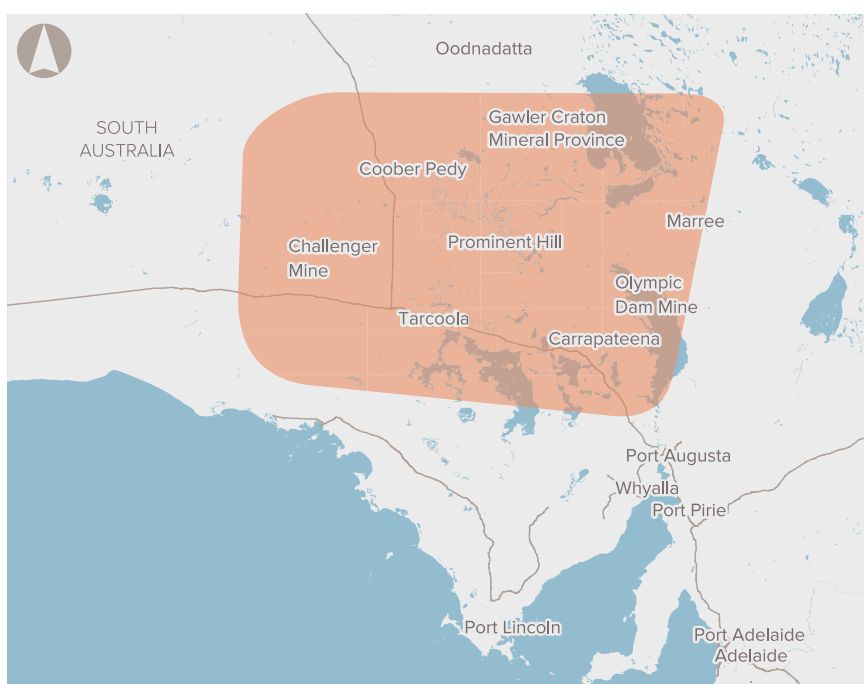 Oodnadatta
Gawler Craton
Mineral Province
SOUTH
AUSTRALIA
Coober Pedy
Marree
Challenger
Mine
Prominent Hill
Olympic
Dam Mine
Tarcoola
Carrapateena
Port Augusta
Whyalla
Port Pirie
Port Lincoln
Port Adelaide
Adelaide